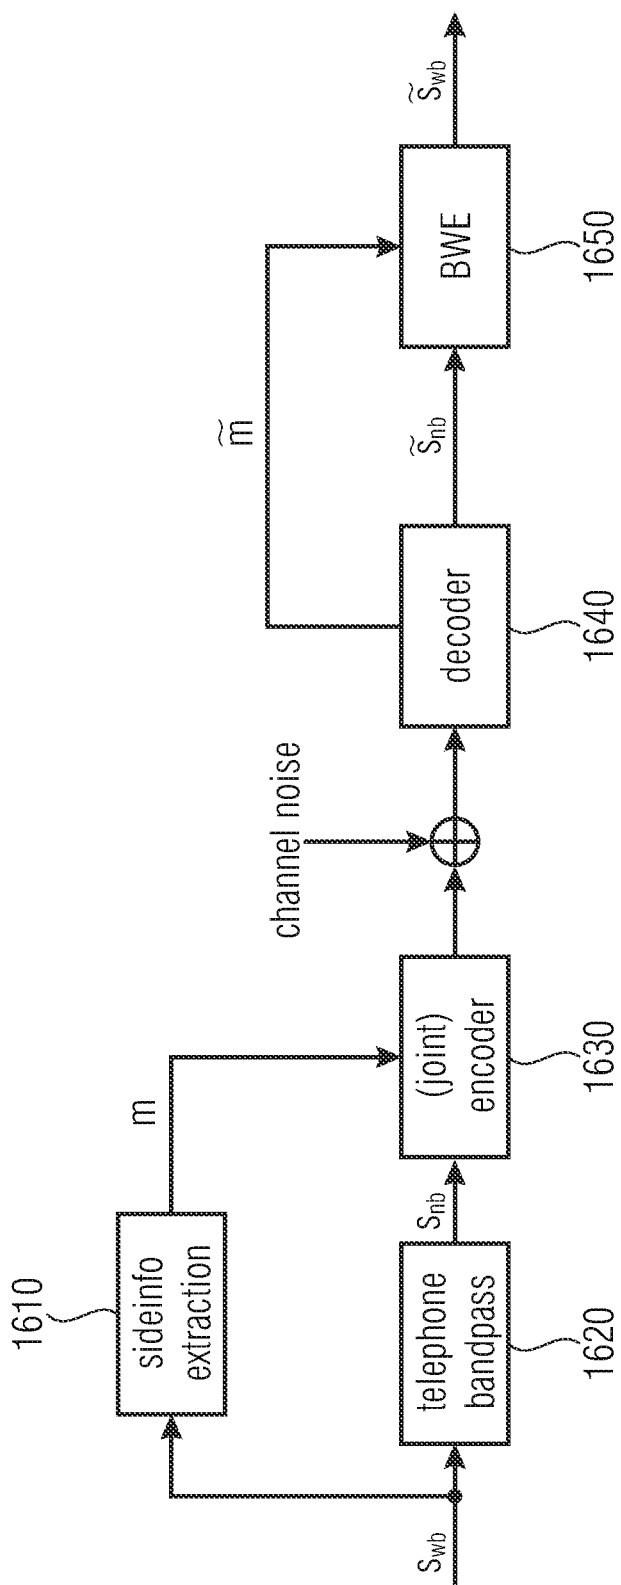 1610
sideinfo
extraction
m
channel noise
m̃
s_wb
telephone
bandpass
1620
s_nb
(joint)
encoder
1630
decoder
1640
s̃_nb
BWE
1650
s̃_wb